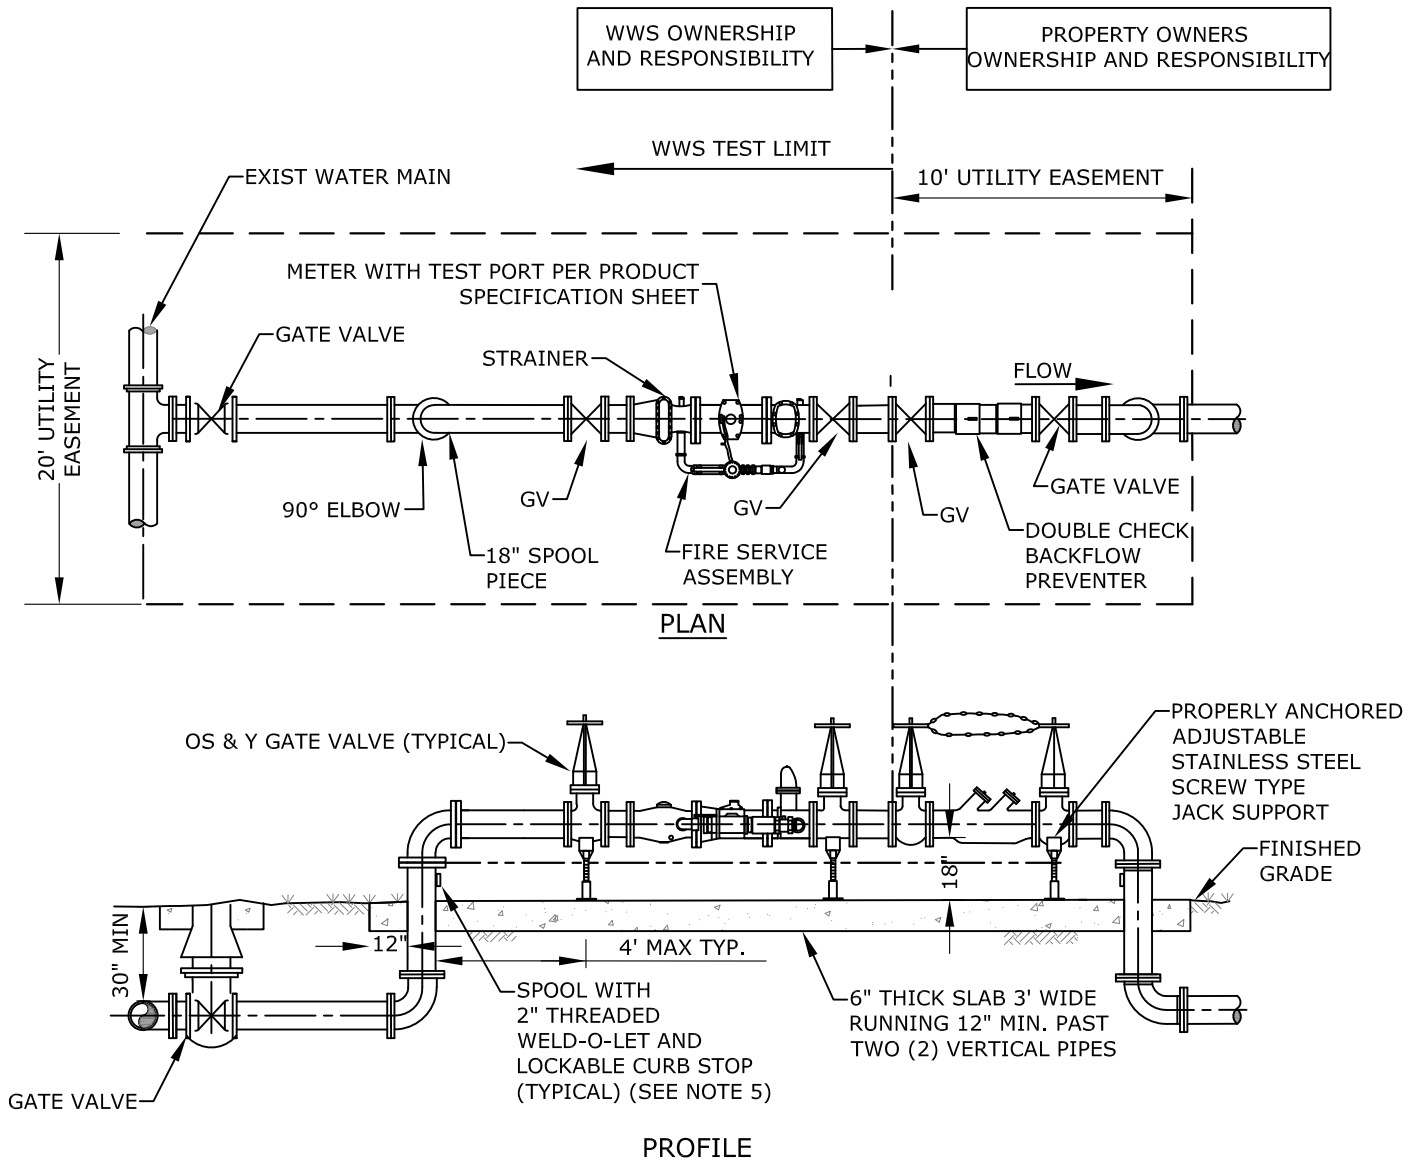 WWS OWNERSHIP
AND RESPONSIBILITY
PROPERTY OWNERS
OWNERSHIP AND RESPONSIBILITY
WWS TEST LIMIT
10' UTILITY EASEMENT
EXIST WATER MAIN
METER WITH TEST PORT PER PRODUCT
SPECIFICATION SHEET
GATE VALVE
STRAINER
FLOW
20' UTILITY
EASEMENT
90° ELBOW
GV
GV
GV
GATE VALVE
18" SPOOL
PIECE
FIRE SERVICE
ASSEMBLY
DOUBLE CHECK
BACKFLOW
PREVENTER
PLAN
OS & Y GATE VALVE (TYPICAL)
PROPERLY ANCHORED
ADJUSTABLE
STAINLESS STEEL
SCREW TYPE
JACK SUPPORT
FINISHED
GRADE
18"
30" MIN
12"
4' MAX TYP.
SPOOL WITH
2" THREADED
WELD-O-LET AND
LOCKABLE CURB STOP
(TYPICAL) (SEE NOTE 5)
6" THICK SLAB 3' WIDE
RUNNING 12" MIN. PAST
TWO (2) VERTICAL PIPES
GATE VALVE
PROFILE